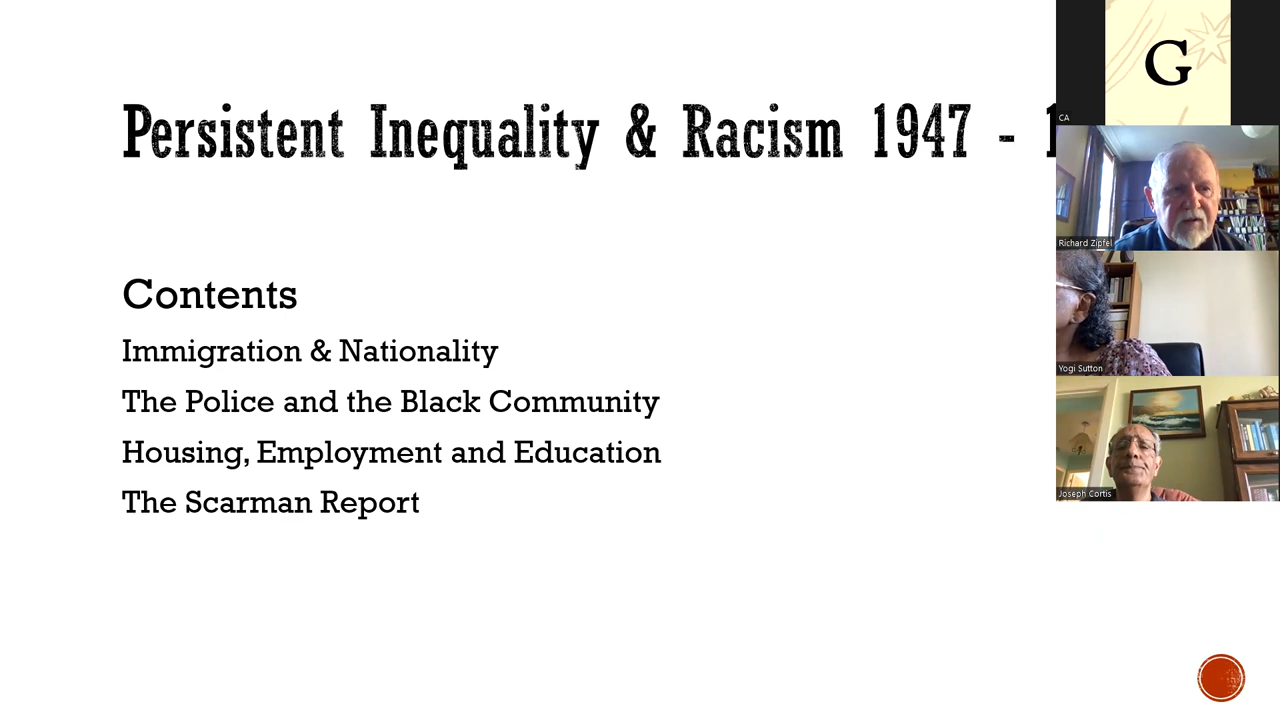 Persistent Inequality & Racism 1947 -
Contents
Immigration & Nationality
The Police and the Black Community
Housing, Employment and Education
The Scarman Report
G
CA
Richard Zipfel
Yogi Sutton
Joseph Cortis